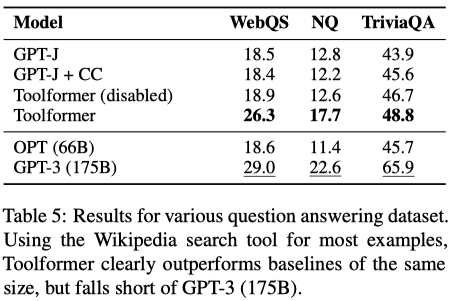 Model WebQS NQ TriviaQA
GPT-J 18.5 12.8 43.9
GPT-J + CC 18.4 12.2 45.6
Toolformer (disabled) 18.9 12.6 46.7
Toolformer 26.3 17.7 48.8
OPT (66B) 18.6 11.4 45.7
GPT-3 (175B) 29.0 22.6 65.9
Table 5: Results for various question answering dataset.
Using the Wikipedia search tool for most examples,
Toolformer clearly outperforms baselines of the same
size, but falls short of GPT-3 (175B).